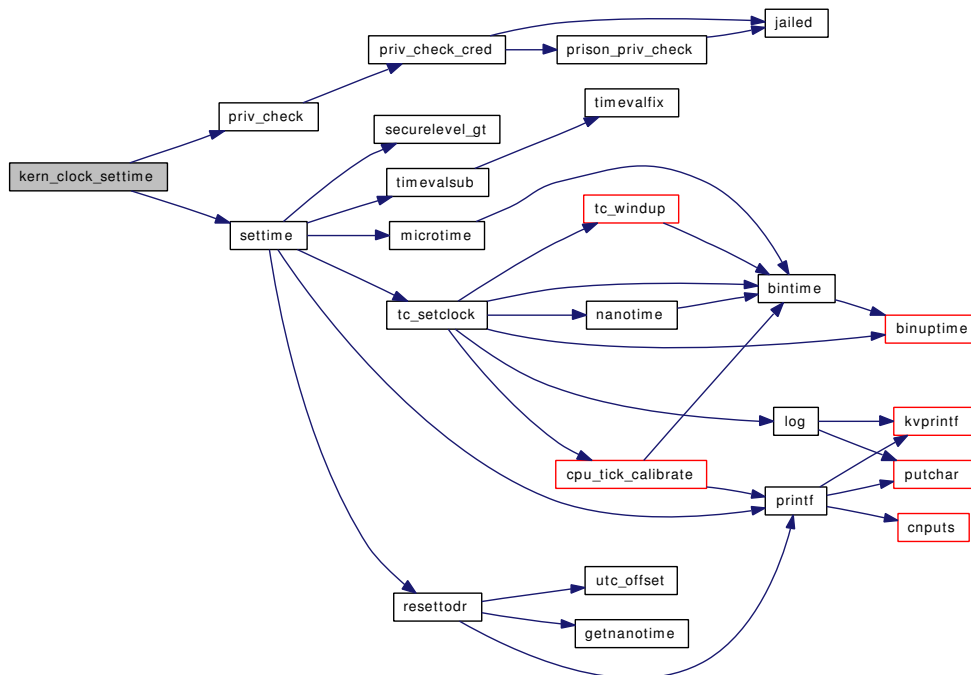 jailed
priv_check_cred
prison_priv_check
timevalfix
priv_check
securelevel_gt
kern_clock_settime
timevalsub
tc_windup
settime
microtime
bintime
tc_setclock
nanotime
binuptime
log
kvprintf
cpu_tick_calibrate
putchar
printf
cnputs
utc_offset
resettodr
getnanotime